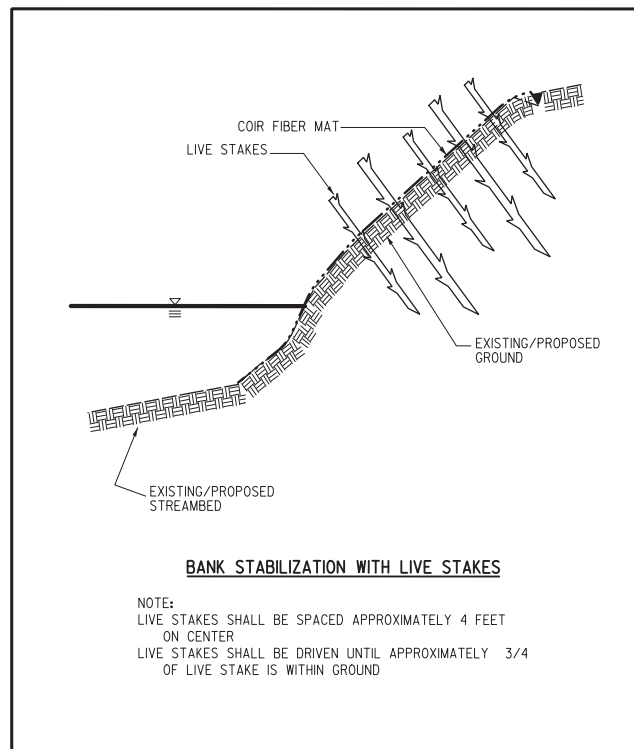 COIR FIBER MAT
LIVE STAKES
EXISTING/PROPOSED
GROUND
EXISTING/PROPOSED
STREAMBED
BANK STABILIZATION WITH LIVE STAKES
NOTE:
LIVE STAKES SHALL BE SPACED APPROXIMATELY 4 FEET
ON CENTER
LIVE STAKES SHALL BE DRIVEN UNTIL APPROXIMATELY 3/4
OF LIVE STAKE IS WITHIN GROUND